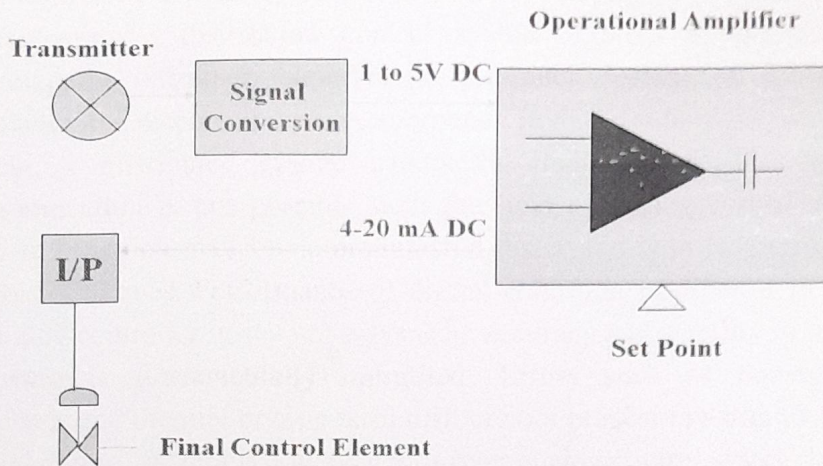 Operational Amplifier
Transmitter
Signal
Conversion
1 to 5V DC
4-20 mA DC
I/P
Set Point
Final Control Element